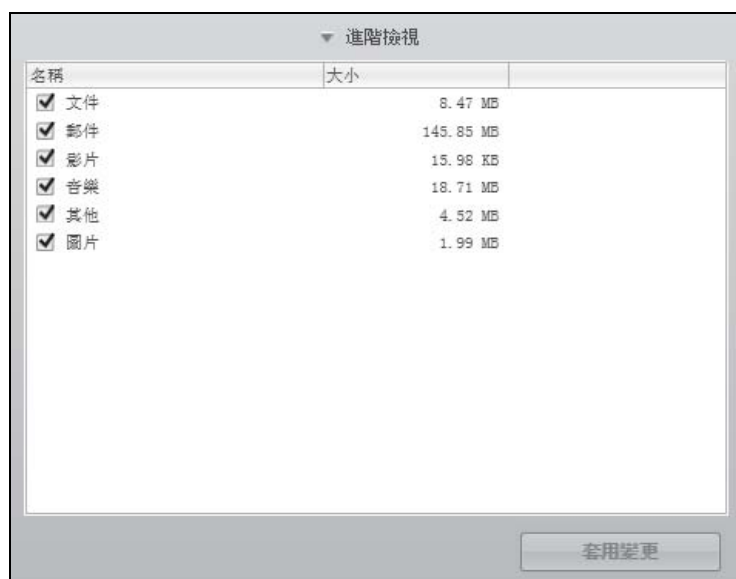 進階檢視
名稱 大小
文件 8.47 MB
郵件 145.85 MB
影片 15.98 KB
音樂 18.71 MB
其他 4.52 MB
圖片 1.99 MB
套用變更